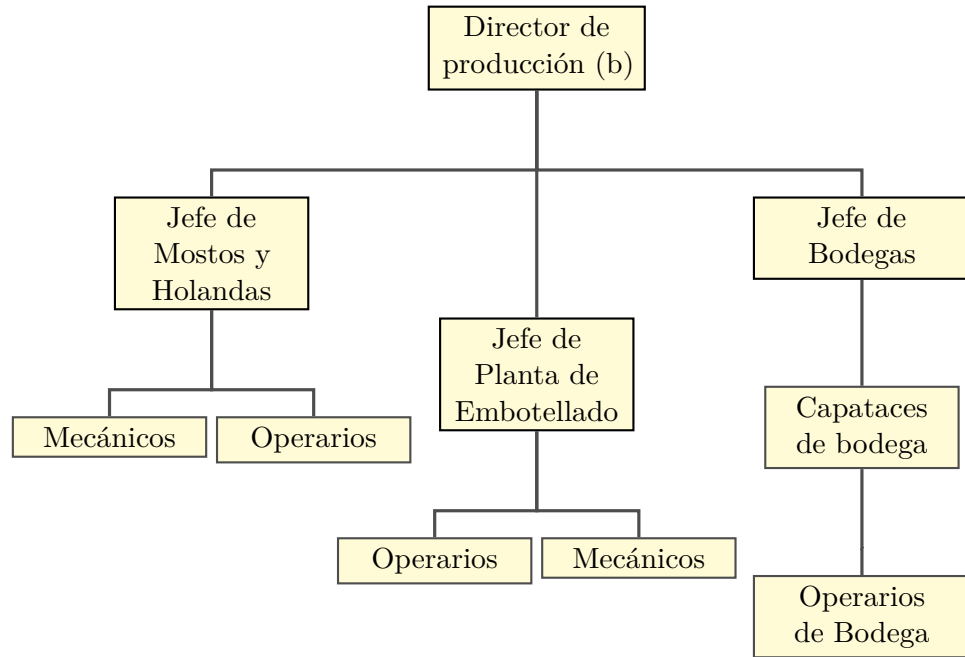 Director de
producción (b)
Jefe de
Mostos y
Holandas
Jefe de
Bodegas
Jefe de
Planta de
Embotellado
Mecánicos
Operarios
Capataces
de bodega
Operarios
Mecánicos
Operarios
de Bodega